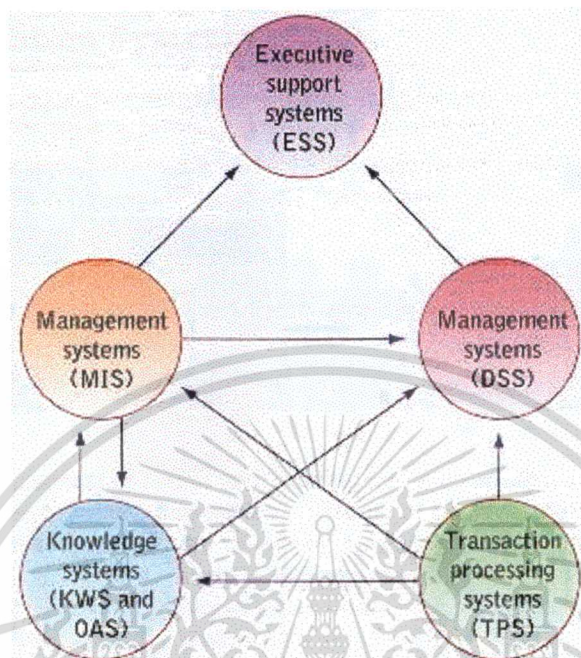 Executive
support
systems
(ESS)
Management
systems
(MIS)
Management
systems
(DSS)
Knowledge
systems
(KWS and
OAS)
Transaction
processing
systems
(TPS)